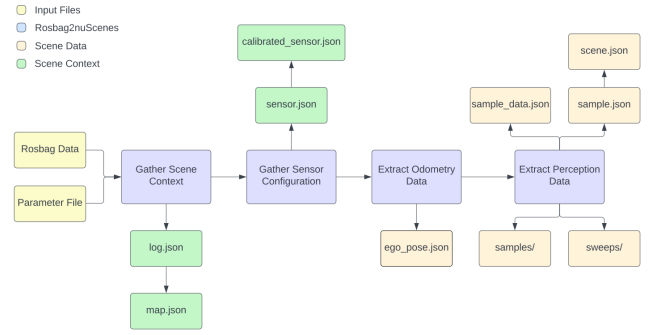 Input Files
Rosbag2nuScenes
Scene Data
Scene Context
calibrated_sensor.json
scene.json
sensor.json
sample_data.json
sample.json
Rosbag Data
Parameter File
Gather Scene
Context
Gather Sensor
Configuration
Extract Odometry
Data
Extract Perception
Data
log.json
ego_pose.json
samples/
sweeps/
map.json